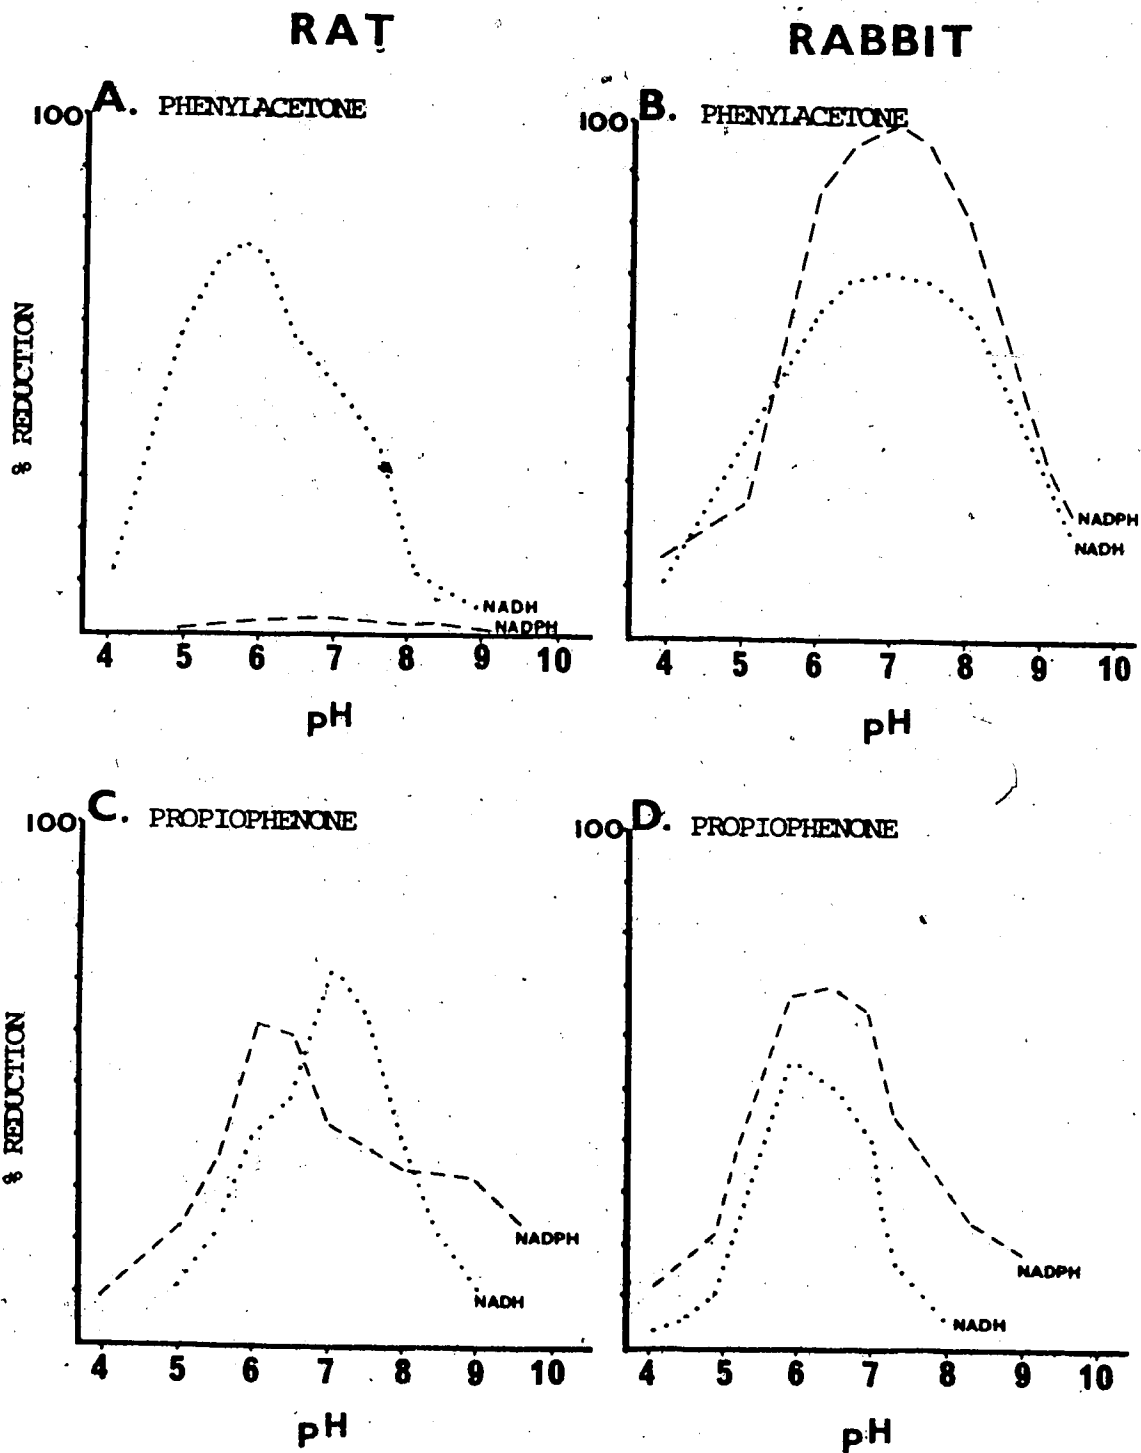 RAT
RABBIT
A. PHENYLACETONE
100
% REDUCTION
NADH
NADPH
4 5 6 7 8 9 10
pH
B. PHENYLACETONE
100
NADPH
NADH
4 5 6 7 8 9 10
pH
C. PROPIOPHENONE
100
% REDUCTION
NADPH
NADH
4 5 6 7 8 9 10
pH
D. PROPIOPHENONE
100
NADPH
NADH
4 5 6 7 8 9 10
pH